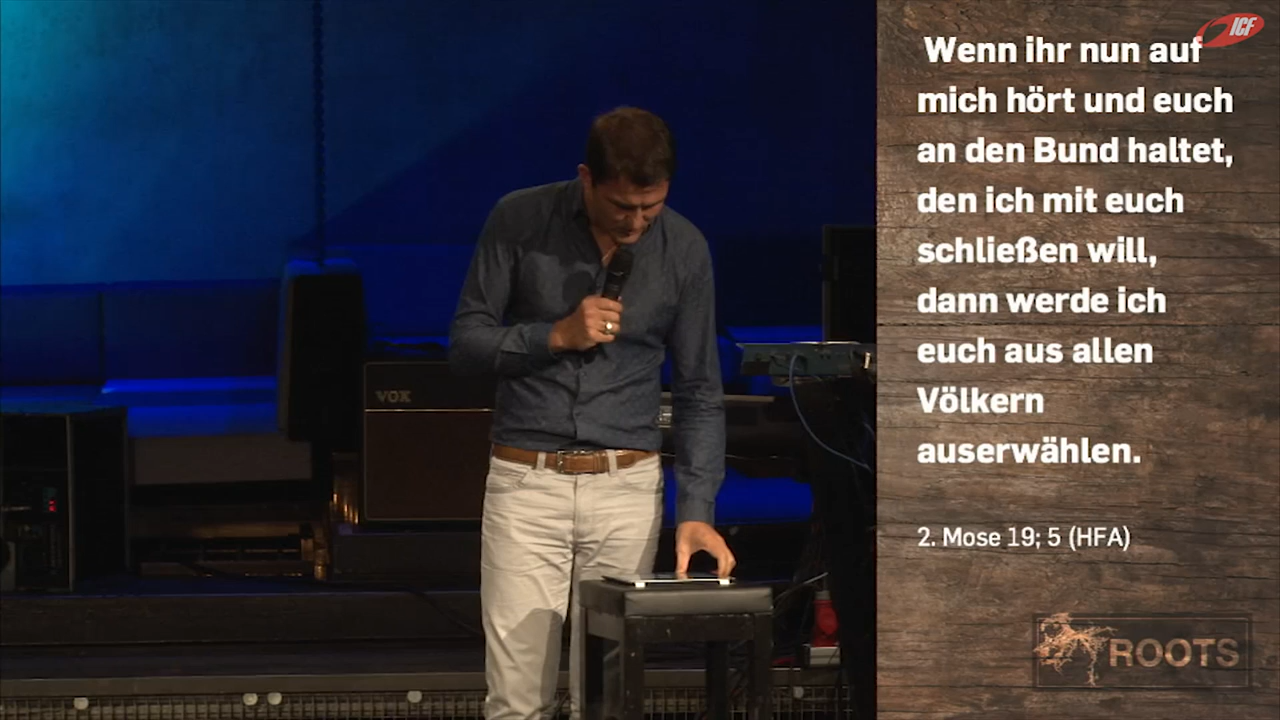 ICF
Wenn ihr nun auf
mich hört und euch
an den Bund haltet,
den ich mit euch
schließen will,
dann werde ich
euch aus allen
Völkern
auserwählen.
2. Mose 19; 5 (HFA)
ROOTS
VOX